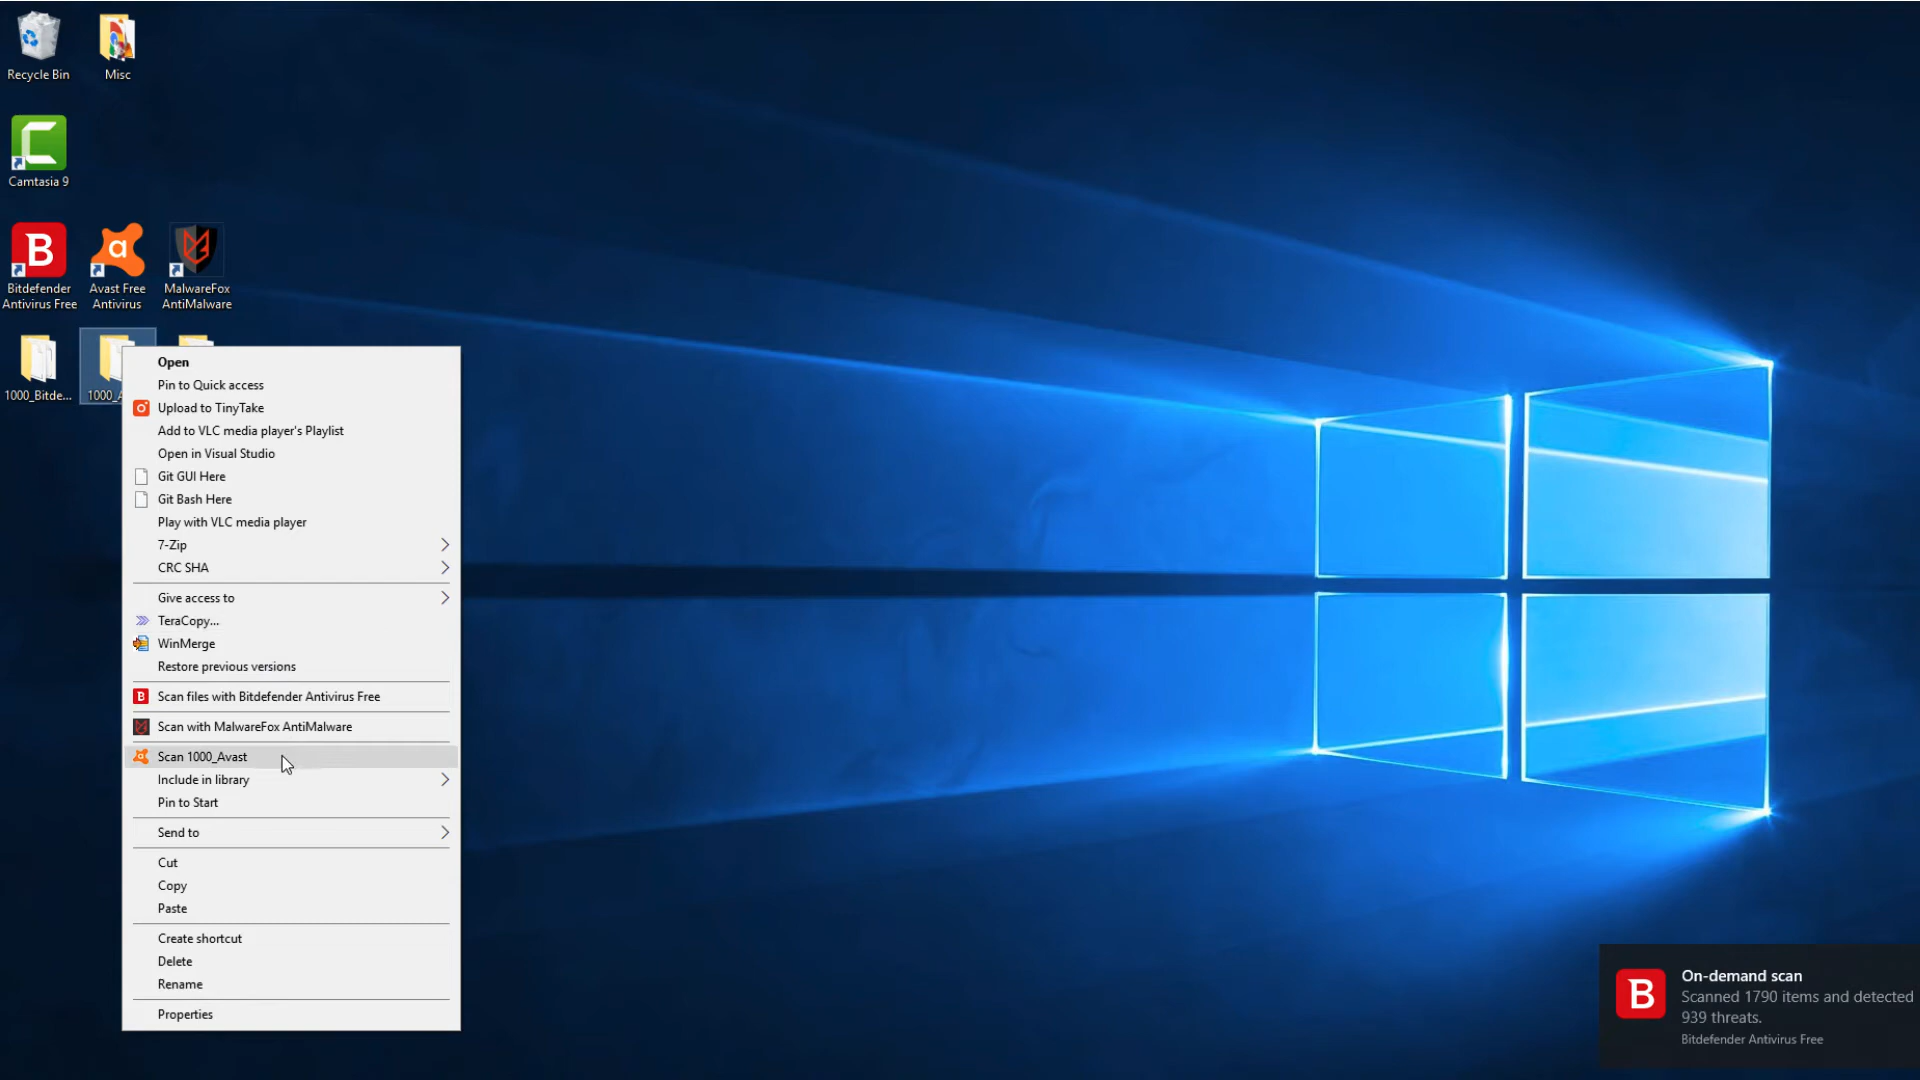 Recycle Bin
Misc
Camtasia 9
Bitdefender
Antivirus Free
Avast Free
Antivirus
MalwareFox
AntiMalware
1000_Bitde...
1000_A
Open
Pin to Quick access
Upload to TinyTake
Add to VLC media player's Playlist
Open in Visual Studio
Git GUI Here
Git Bash Here
Play with VLC media player
7-Zip
CRC SHA
Give access to
TeraCopy...
WinMerge
Restore previous versions
Scan files with Bitdefender Antivirus Free
Scan with MalwareFox AntiMalware
Scan 1000_Avast
Include in library
Pin to Start
Send to
Cut
Copy
Paste
Create shortcut
Delete
Rename
Properties
On-demand scan
Scanned 1790 items and detected
939 threats.
Bitdefender Antivirus Free